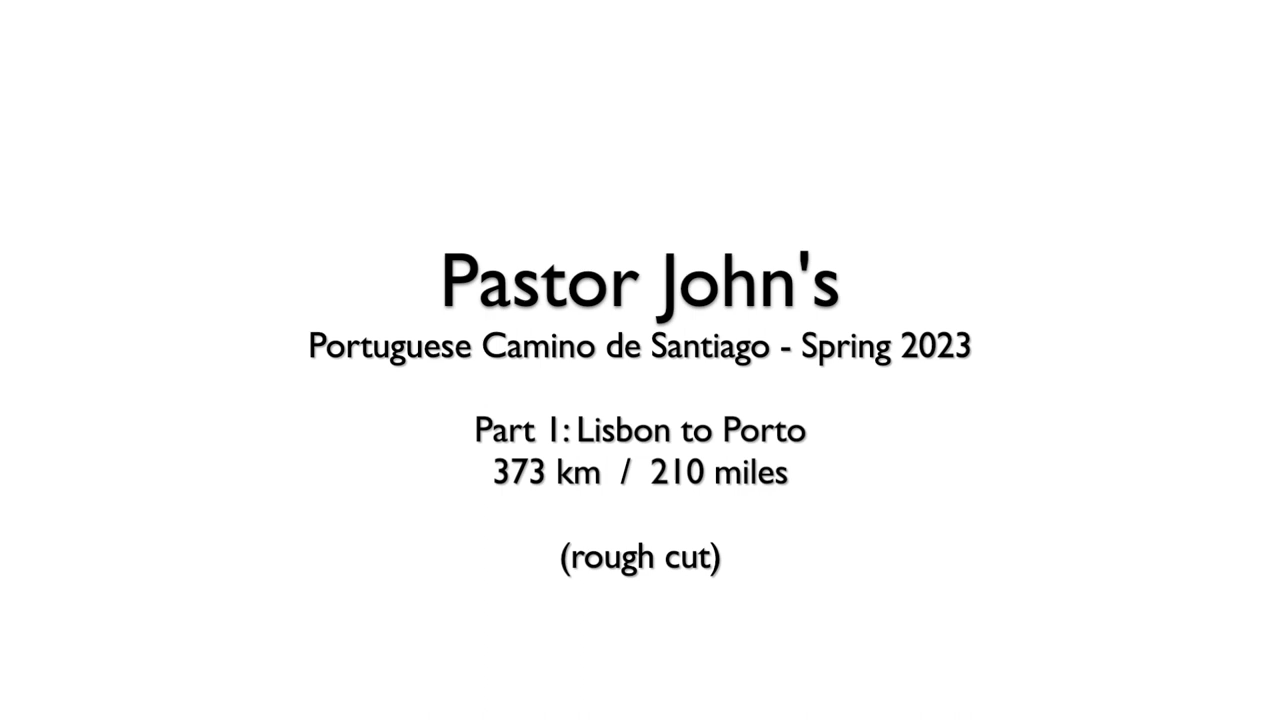 Pastor John's
Portuguese Camino de Santiago - Spring 2023
Part 1: Lisbon to Porto
373 km / 210 miles
(rough cut)